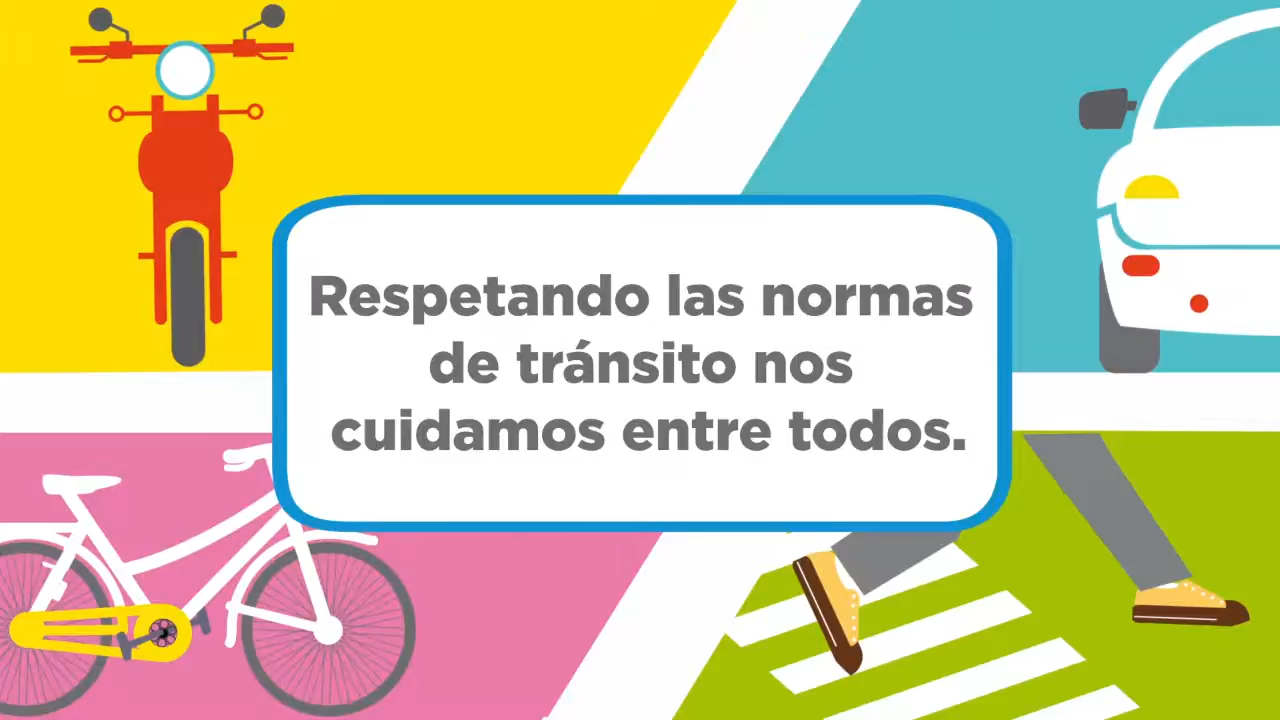 Respetando las normas
de tránsito nos
cuidamos entre todos.